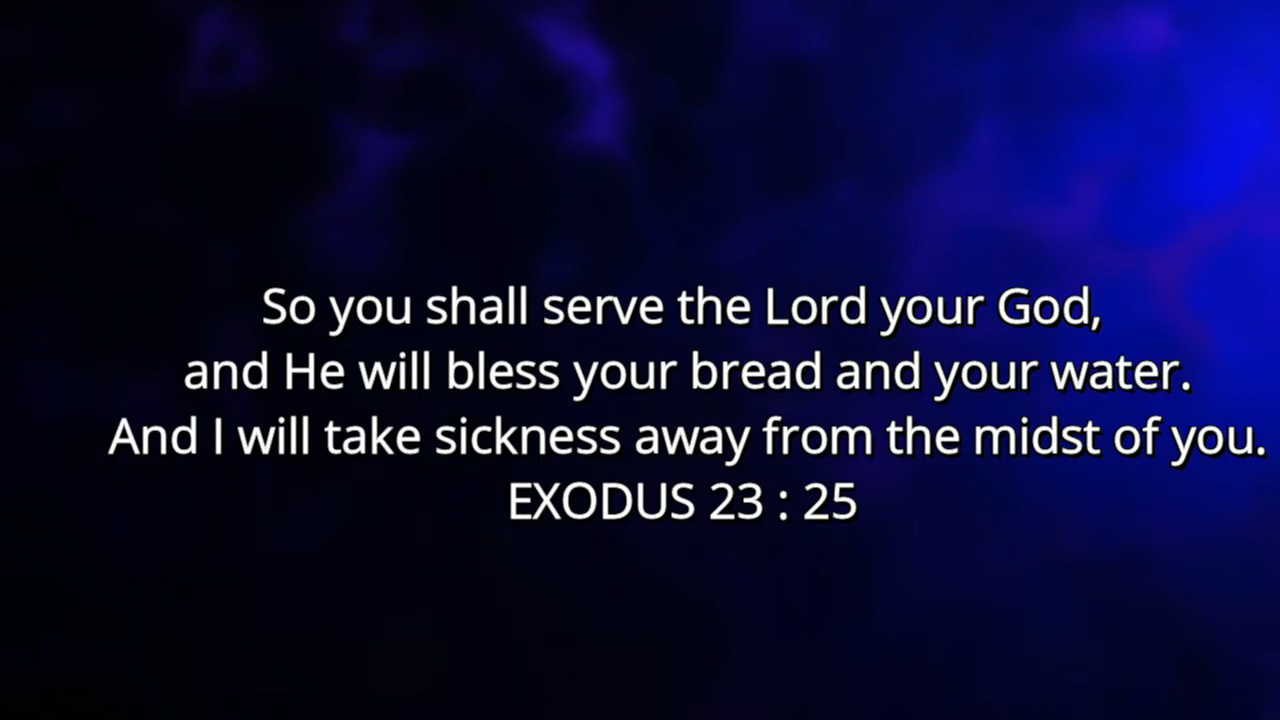 So you shall serve the Lord your God,
and He will bless your bread and your water.
And I will take sickness away from the midst of you.
EXODUS 23 : 25